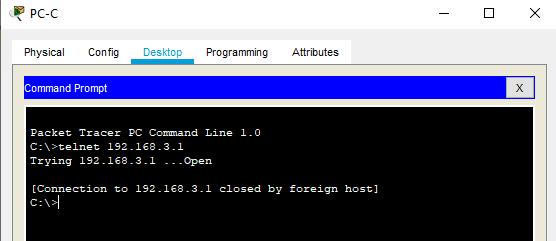 PC-C
Physical Config Desktop Programming Attributes
Command Prompt X
Packet Tracer PC Command Line 1.0
C:\>telnet 192.168.3.1
Trying 192.168.3.1 ...Open
[Connection to 192.168.3.1 closed by foreign host]
C:\>